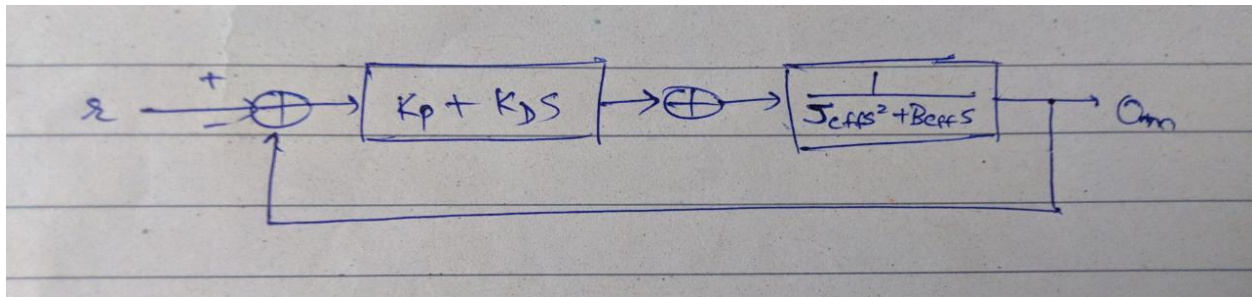 +
r
-
Kp + KDS
1
Jeffs² + Beffs
θm